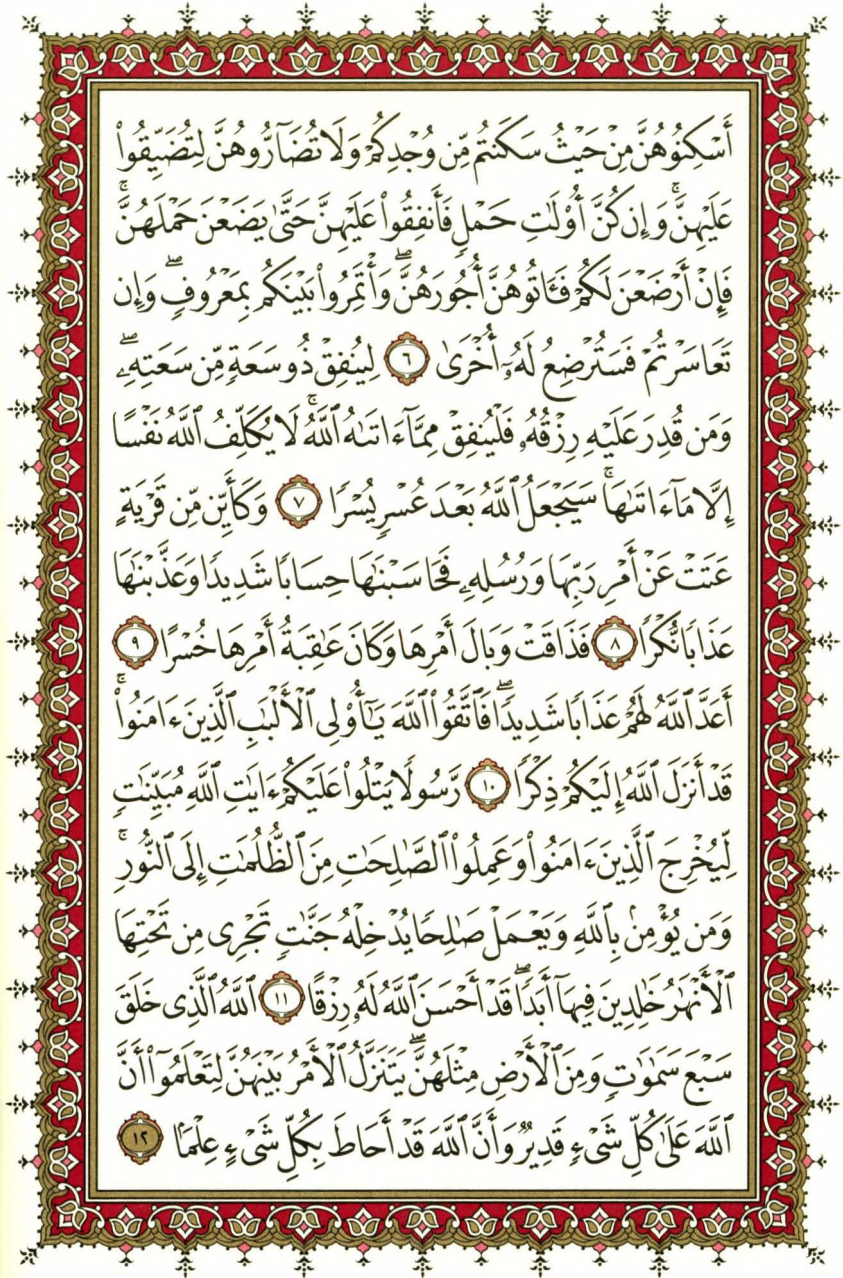 أَسْكِنُوهُنَّ مِنْ حَيْثُ سَكَنتُم مِّن وُجْدِكُمْ وَلَا تُضَآرُّوهُنَّ لِتُضَيِّقُوا۟
عَلَيْهِنَّ ۚ وَإِن كُنَّ أُو۟لَٰتِ حَمْلٍ فَأَنفِقُوا۟ عَلَيْهِنَّ حَتَّىٰ يَضَعْنَ حَمْلَهُنَّ ۚ
فَإِنْ أَرْضَعْنَ لَكُمْ فَـَٔاتُوهُنَّ أُجُورَهُنَّ ۖ وَأْتَمِرُوا۟ بَيْنَكُم بِمَعْرُوفٍ ۖ وَإِن
تَعَاسَرْتُمْ فَسَتُرْضِعُ لَهُۥٓ أُخْرَىٰ ٦ لِيُنفِقْ ذُو سَعَةٍ مِّن سَعَتِهِۦ ۖ
وَمَن قُدِرَ عَلَيْهِ رِزْقُهُۥ فَلْيُنفِقْ مِمَّآ ءَاتَىٰهُ ٱللَّهُ ۚ لَا يُكَلِّفُ ٱللَّهُ نَفْسًا
إِلَّا مَآ ءَاتَىٰهَا ۚ سَيَجْعَلُ ٱللَّهُ بَعْدَ عُسْرٍ يُسْرًا ٧ وَكَأَيِّن مِّن قَرْيَةٍ
عَتَتْ عَنْ أَمْرِ رَبِّهَا وَرُسُلِهِۦ فَحَاسَبْنَٰهَا حِسَابًا شَدِيدًا وَعَذَّبْنَٰهَا
عَذَابًا نُّكْرًا ٨ فَذَاقَتْ وَبَالَ أَمْرِهَا وَكَانَ عَٰقِبَةُ أَمْرِهَا خُسْرًا ٩
أَعَدَّ ٱللَّهُ لَهُمْ عَذَابًا شَدِيدًا ۖ فَٱتَّقُوا۟ ٱللَّهَ يَٰٓأُو۟لِى ٱلْأَلْبَٰبِ ٱلَّذِينَ ءَامَنُوا۟ ۚ
قَدْ أَنزَلَ ٱللَّهُ إِلَيْكُمْ ذِكْرًا ١٠ رَّسُولًا يَتْلُوا۟ عَلَيْكُمْ ءَايَٰتِ ٱللَّهِ مُبَيِّنَٰتٍ
لِّيُخْرِجَ ٱلَّذِينَ ءَامَنُوا۟ وَعَمِلُوا۟ ٱلصَّٰلِحَٰتِ مِنَ ٱلظُّلُمَٰتِ إِلَى ٱلنُّورِ ۚ
وَمَن يُؤْمِنۢ بِٱللَّهِ وَيَعْمَلْ صَٰلِحًا يُدْخِلْهُ جَنَّٰتٍ تَجْرِى مِن تَحْتِهَا
ٱلْأَنْهَٰرُ خَٰلِدِينَ فِيهَآ أَبَدًا ۖ قَدْ أَحْسَنَ ٱللَّهُ لَهُۥ رِزْقًا ١١ ٱللَّهُ ٱلَّذِى خَلَقَ
سَبْعَ سَمَٰوَٰتٍ وَمِنَ ٱلْأَرْضِ مِثْلَهُنَّ ۖ يَتَنَزَّلُ ٱلْأَمْرُ بَيْنَهُنَّ لِتَعْلَمُوٓا۟ أَنَّ
ٱللَّهَ عَلَىٰ كُلِّ شَىْءٍ قَدِيرٌ وَأَنَّ ٱللَّهَ قَدْ أَحَاطَ بِكُلِّ شَىْءٍ عِلْمًۢا ١٢